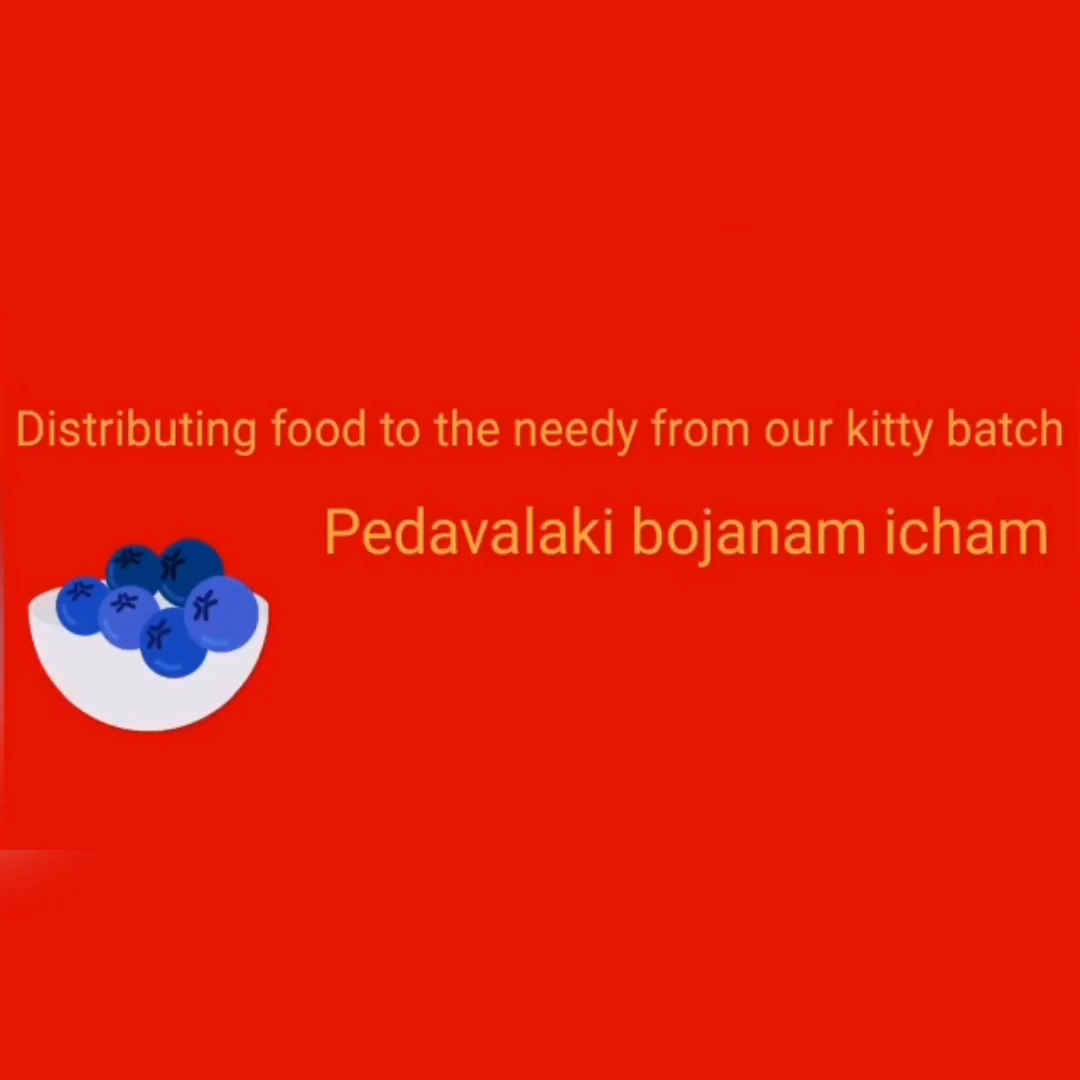 Distributing food to the needy from our kitty batch
Pedavalaki bojanam icham